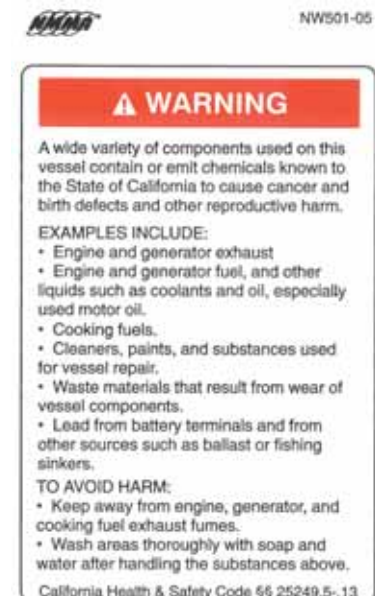 NMMA™
NW501-05
⚠ WARNING
A wide variety of components used on this
vessel contain or emit chemicals known to
the State of California to cause cancer and
birth defects and other reproductive harm.
EXAMPLES INCLUDE:
• Engine and generator exhaust
• Engine and generator fuel, and other
liquids such as coolants and oil, especially
used motor oil.
• Cooking fuels.
• Cleaners, paints, and substances used
for vessel repair.
• Waste materials that result from wear of
vessel components.
• Lead from battery terminals and from
other sources such as ballast or fishing
sinkers.
TO AVOID HARM:
• Keep away from engine, generator, and
cooking fuel exhaust fumes.
• Wash areas thoroughly with soap and
water after handling the substances above.
California Health & Safety Code §§ 25249.5-.13